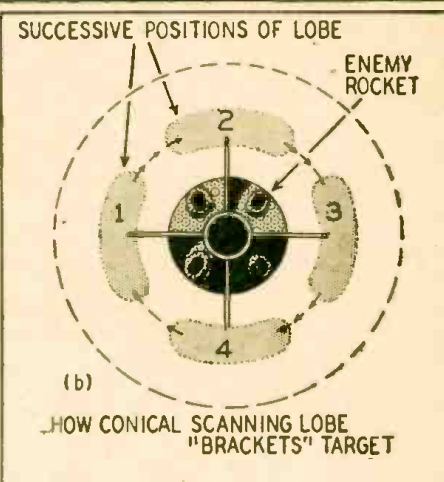 SUCCESSIVE POSITIONS OF LOBE
ENEMY
ROCKET
2
1
3
4
(b)
HOW CONICAL SCANNING LOBE
"BRACKETS" TARGET